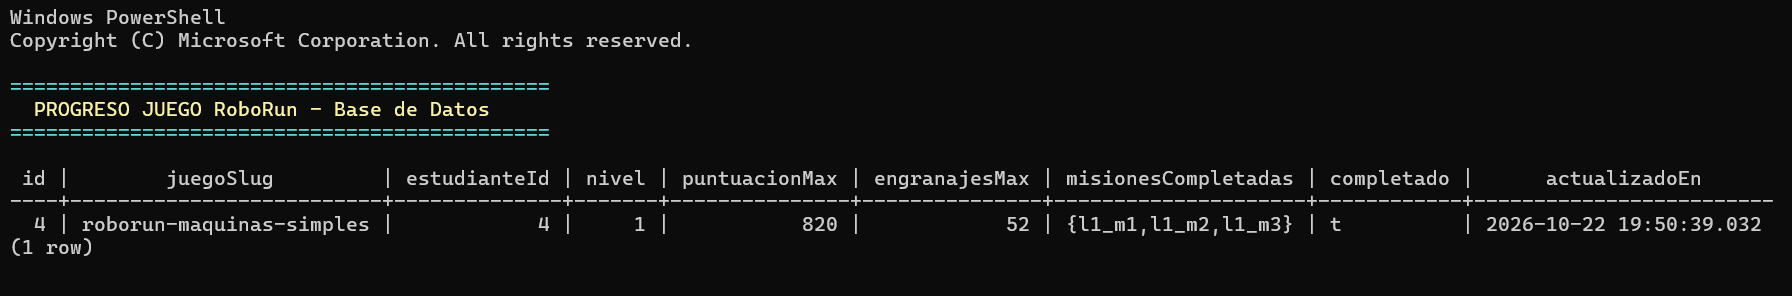 Windows PowerShell
Copyright (C) Microsoft Corporation. All rights reserved.
=============================================
PROGRESO JUEGO RoboRun - Base de Datos
=============================================
 id |        juegoSlug         | estudianteId | nivel | puntuacionMax | engranajesMax | misionesCompletadas | completado |      actualizadoEn
----+--------------------------+--------------+-------+---------------+---------------+---------------------+------------+-------------------------
  4 | roborun-maquinas-simples |            4 |     1 |           820 |            52 | {l1_m1,l1_m2,l1_m3} | t          | 2026-10-22 19:50:39.032
(1 row)